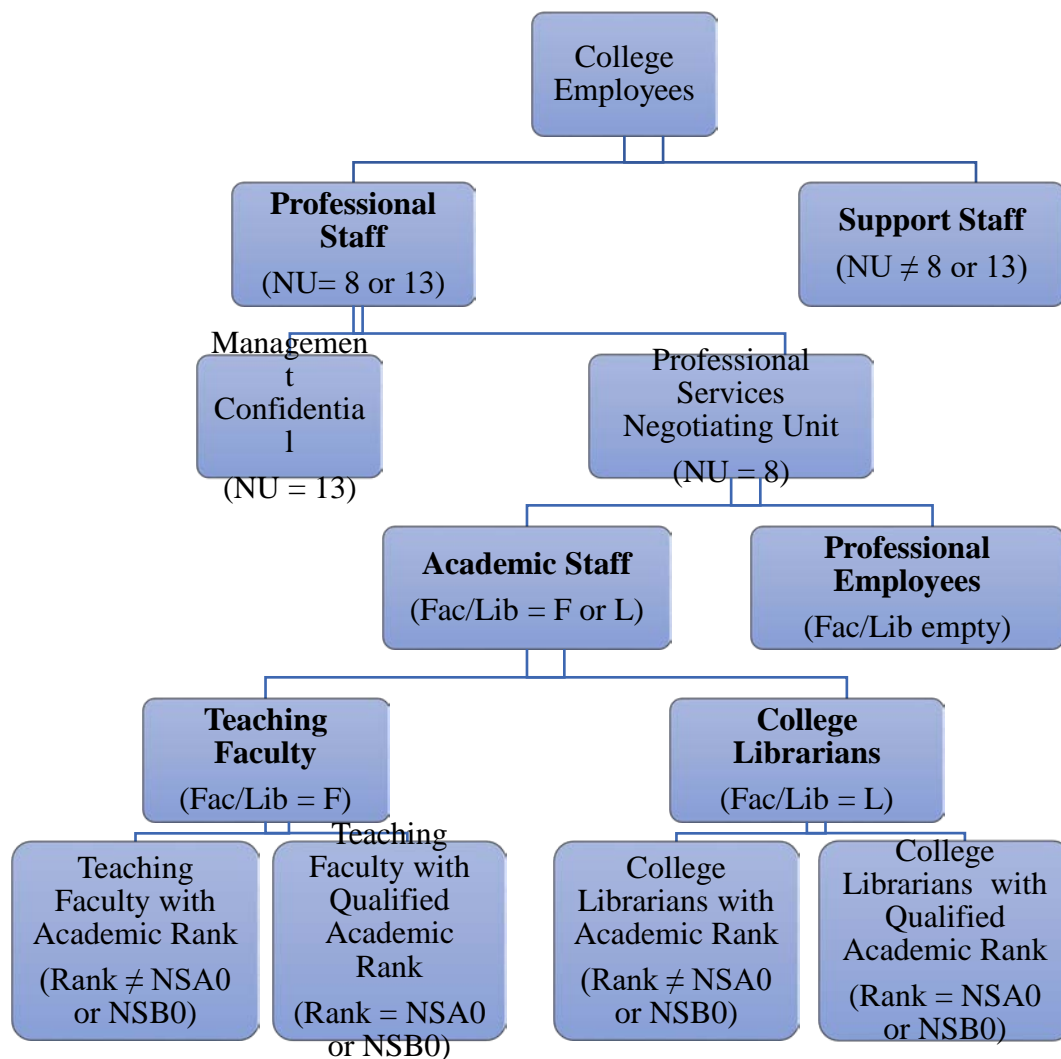 College
Employees
Professional
Staff
(NU= 8 or 13)
Support Staff
(NU ≠ 8 or 13)
Managemen
t
Confidentia
l
(NU = 13)
Professional
Services
Negotiating Unit
(NU = 8)
Academic Staff
(Fac/Lib = F or L)
Professional
Employees
(Fac/Lib empty)
Teaching
Faculty
(Fac/Lib = F)
College
Librarians
(Fac/Lib = L)
Teaching
Faculty with
Academic Rank
(Rank ≠ NSA0
or NSB0)
Teaching
Faculty with
Qualified
Academic
Rank
(Rank = NSA0
or NSB0)
College
Librarians with
Academic Rank
(Rank ≠ NSA0
or NSB0)
College
Librarians with
Qualified
Academic Rank
(Rank = NSA0
or NSB0)